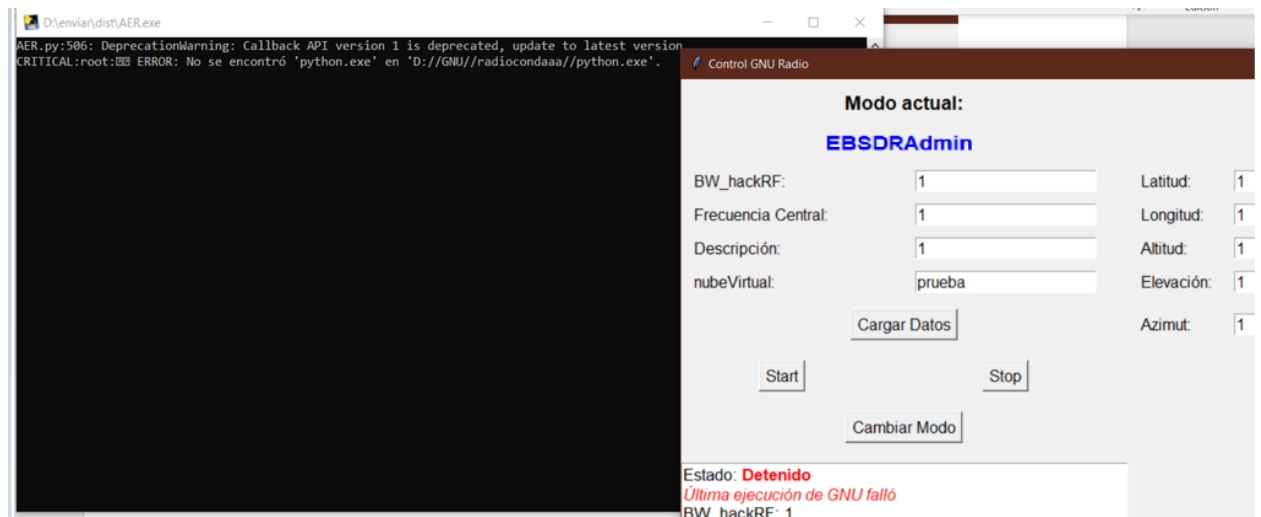 D:\enviar\dist\AER.exe
AER.py:506: DeprecationWarning: Callback API version 1 is deprecated, update to latest version
CRITICAL:root: ERROR: No se encontró 'python.exe' en 'D://GNU//radiocondaaa//python.exe'.
Control GNU Radio
Modo actual:
EBSDRAdmin
BW_hackRF: 1 Latitud: 1
Frecuencia Central: 1 Longitud: 1
Descripción: 1 Altitud: 1
nubeVirtual: prueba Elevación: 1
Cargar Datos Azimut: 1
Start Stop
Cambiar Modo
Estado: Detenido
Última ejecución de GNU falló
BW_hackRF: 1